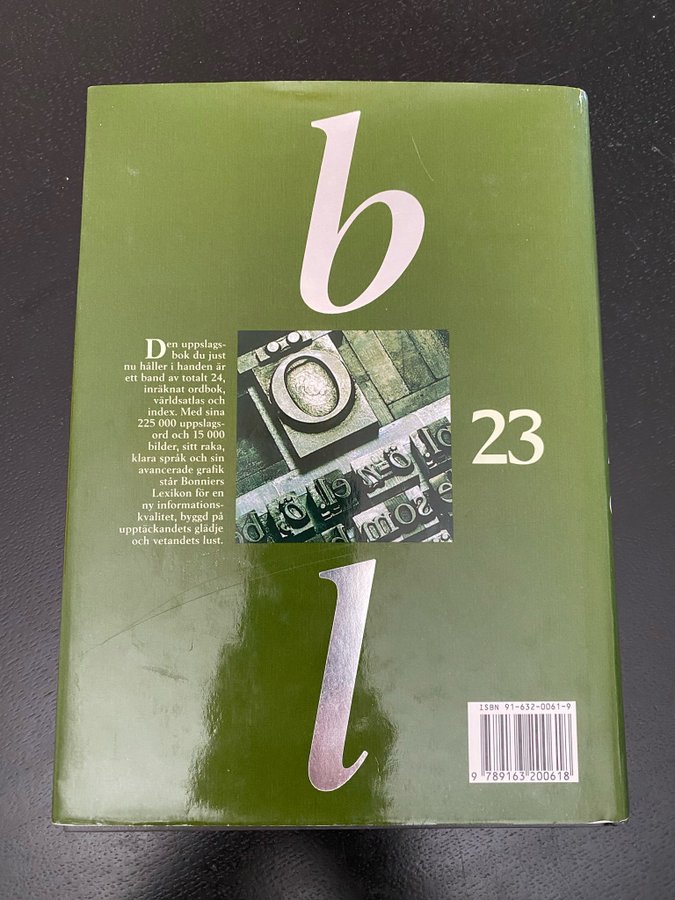 b
Den uppslags-
bok du just
nu håller i handen är
ett band av totalt 24,
inräknat ordbok,
världsatlas och
index. Med sina
225 000 uppslags-
ord och 15 000
bilder, sitt raka,
klara språk och sin
avancerade grafik
står Bonniers
Lexikon för en
ny informations-
kvalitet, byggd på
upptäckandets glädje
och vetandets lust.
Ö
23
l
ISBN 91-632-0061-9
9 789163 200618